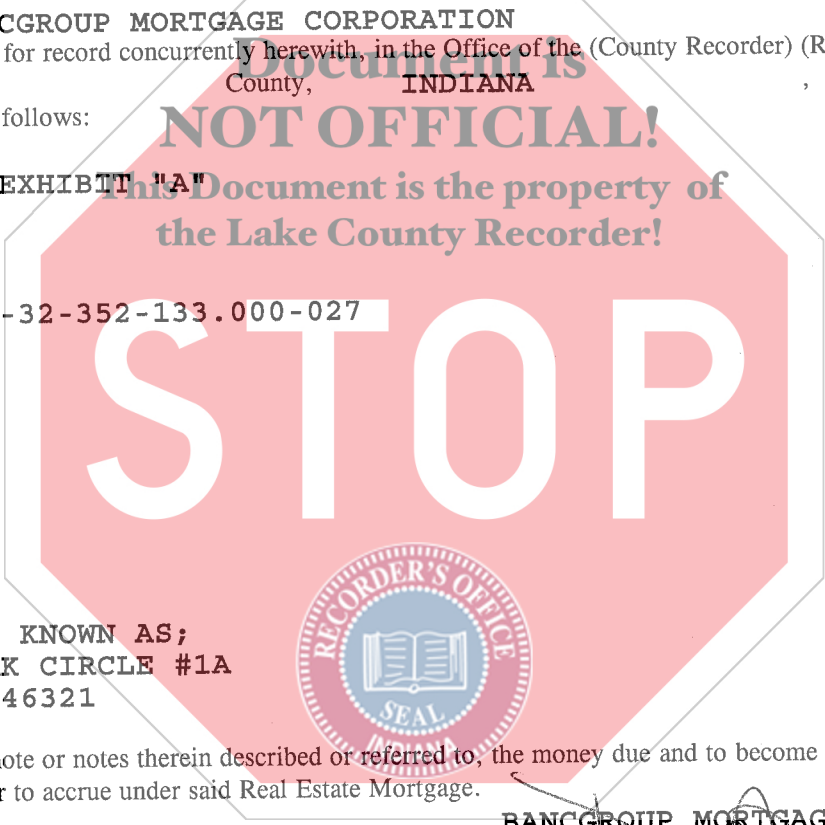 CGROUP MORTGAGE CORPORATION
for record concurrently herewith, in the Office of the (County Recorder) (R
County, INDIANA ,
follows:
Document is
NOT OFFICIAL!
EXHIBIT "A"
This Document is the property of
the Lake County Recorder!
-32-352-133.000-027
STOP
RECORDER'S OFFICE
SEAL
INDIANA
KNOWN AS;
K CIRCLE #1A
46321
ote or notes therein described or referred to, the money due and to become
r to accrue under said Real Estate Mortgage.
BANCGROUP MORTGAG